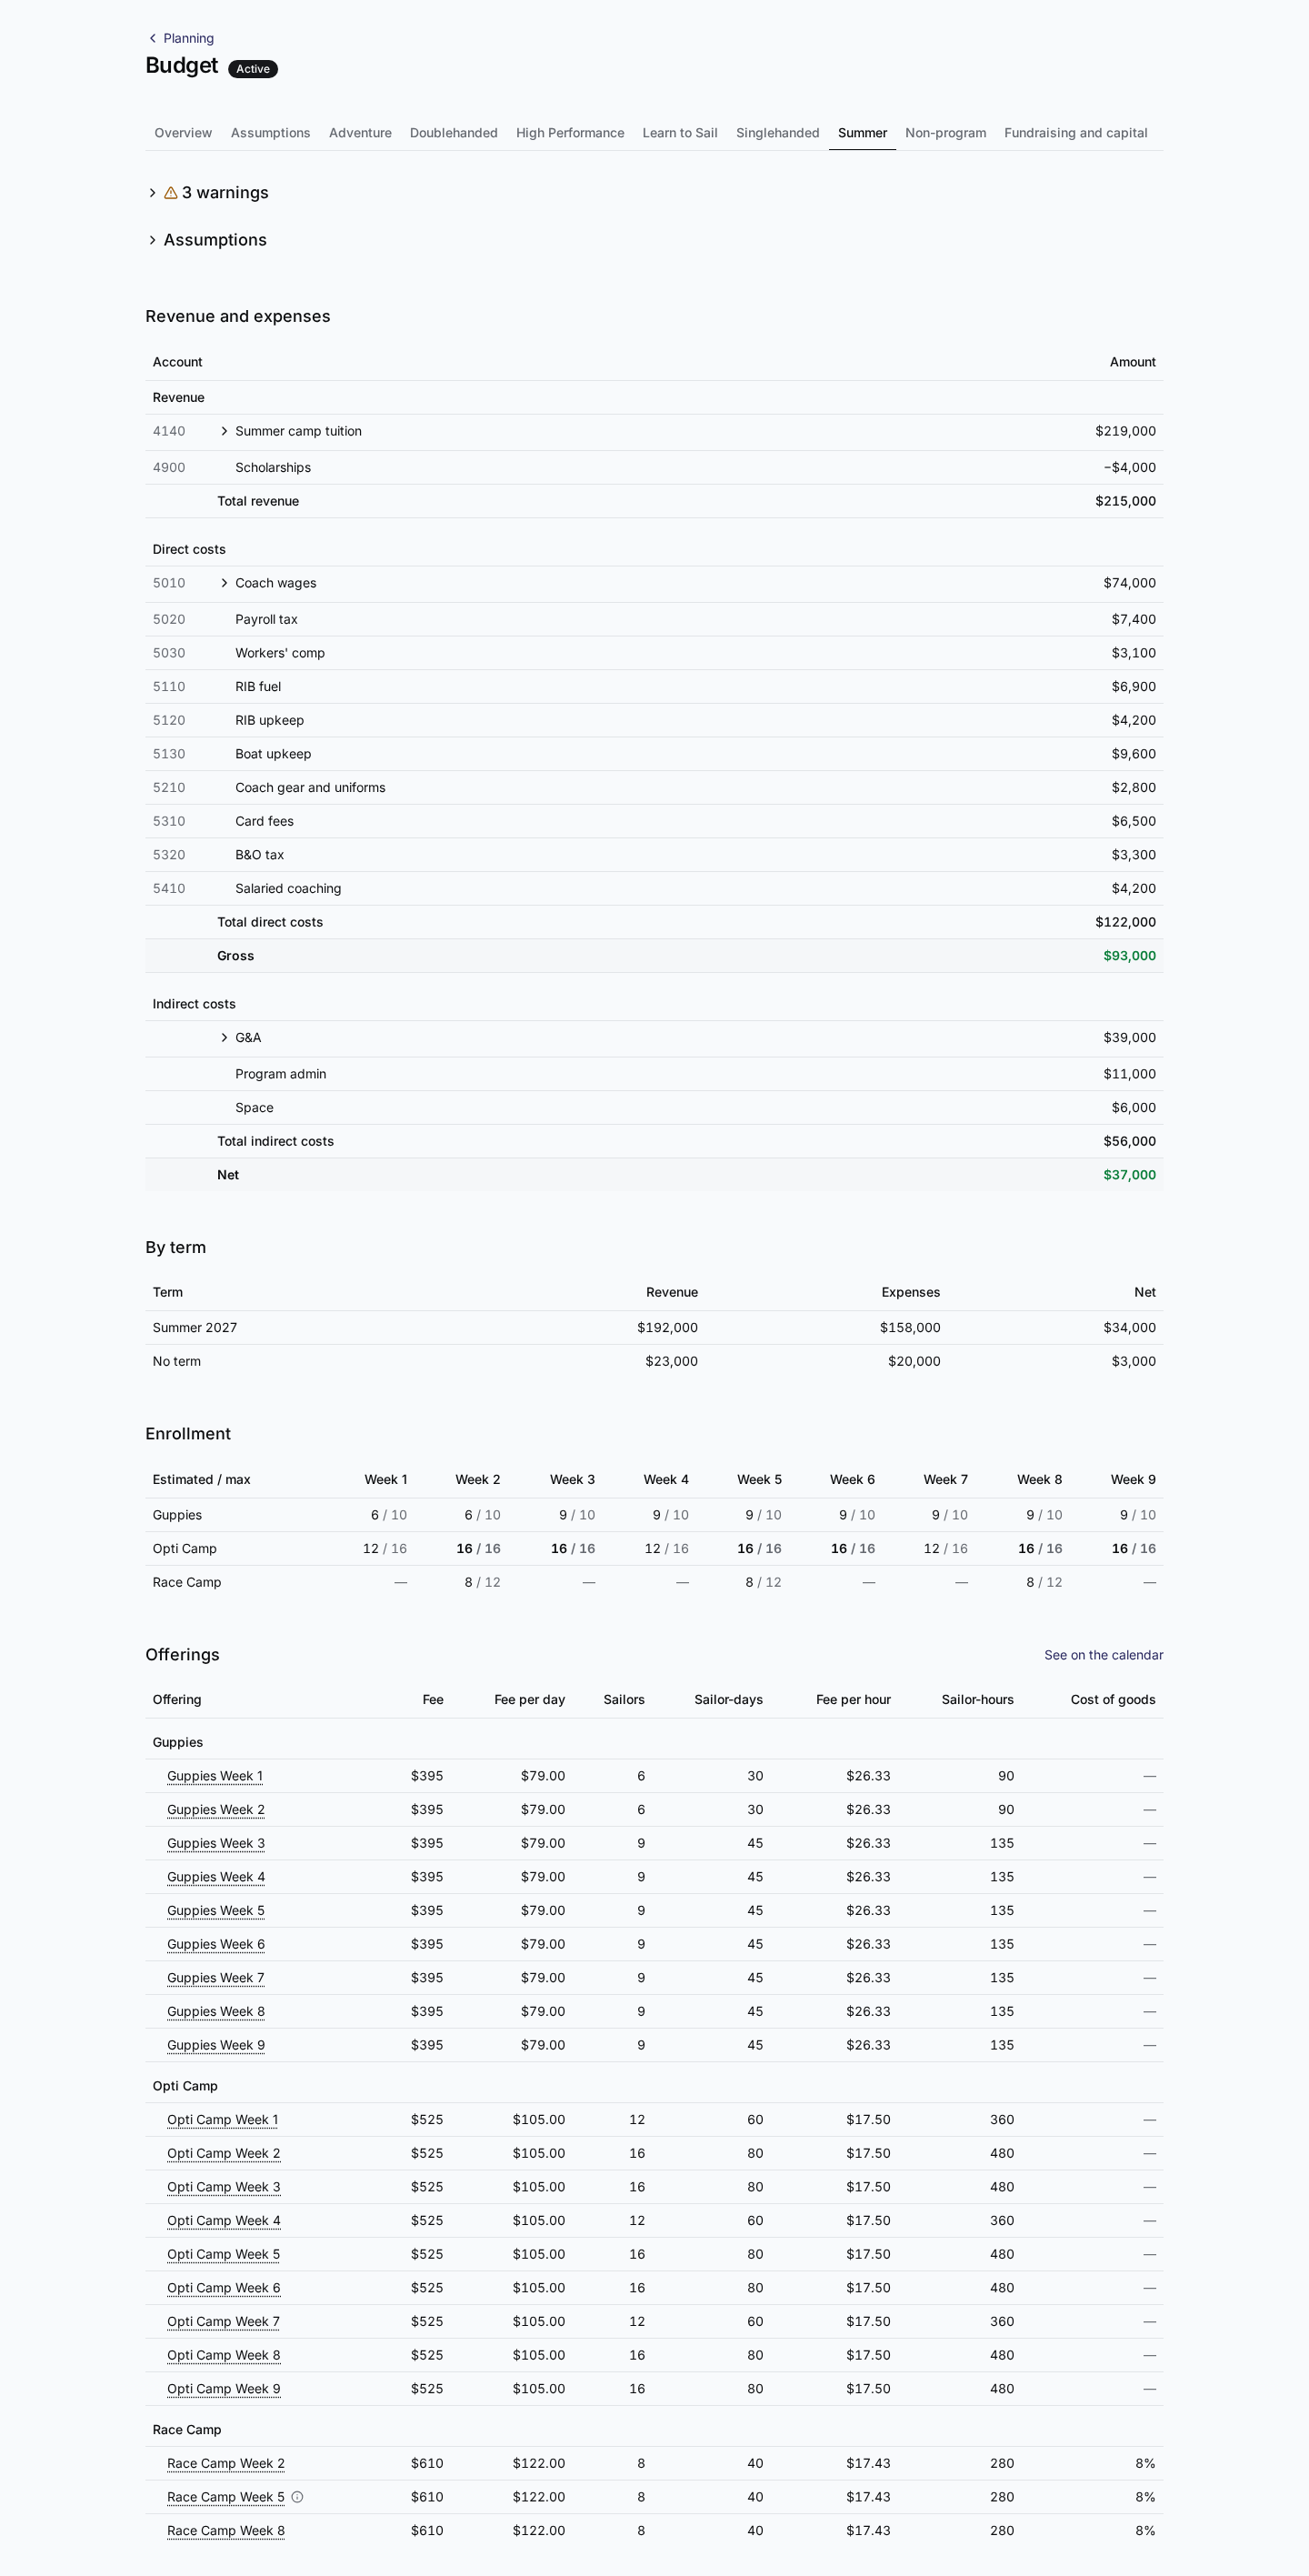 Planning
Budget Active
Overview Assumptions Adventure Doublehanded High Performance Learn to Sail Singlehanded Summer Non-program Fundraising and capital
3 warnings
Assumptions
Revenue and expenses
Account Amount
Revenue
4140 Summer camp tuition $219,000
4900 Scholarships −$4,000
Total revenue $215,000
Direct costs
5010 Coach wages $74,000
5020 Payroll tax $7,400
5030 Workers' comp $3,100
5110 RIB fuel $6,900
5120 RIB upkeep $4,200
5130 Boat upkeep $9,600
5210 Coach gear and uniforms $2,800
5310 Card fees $6,500
5320 B&O tax $3,300
5410 Salaried coaching $4,200
Total direct costs $122,000
Gross $93,000
Indirect costs
G&A $39,000
Program admin $11,000
Space $6,000
Total indirect costs $56,000
Net $37,000
By term
Term Revenue Expenses Net
Summer 2027 $192,000 $158,000 $34,000
No term $23,000 $20,000 $3,000
Enrollment
Estimated / max Week 1 Week 2 Week 3 Week 4 Week 5 Week 6 Week 7 Week 8 Week 9
Guppies 6 / 10 6 / 10 9 / 10 9 / 10 9 / 10 9 / 10 9 / 10 9 / 10 9 / 10
Opti Camp 12 / 16 16 / 16 16 / 16 12 / 16 16 / 16 16 / 16 12 / 16 16 / 16 16 / 16
Race Camp — 8 / 12 — — 8 / 12 — — 8 / 12 —
Offerings See on the calendar
Offering Fee Fee per day Sailors Sailor-days Fee per hour Sailor-hours Cost of goods
Guppies
Guppies Week 1 $395 $79.00 6 30 $26.33 90 —
Guppies Week 2 $395 $79.00 6 30 $26.33 90 —
Guppies Week 3 $395 $79.00 9 45 $26.33 135 —
Guppies Week 4 $395 $79.00 9 45 $26.33 135 —
Guppies Week 5 $395 $79.00 9 45 $26.33 135 —
Guppies Week 6 $395 $79.00 9 45 $26.33 135 —
Guppies Week 7 $395 $79.00 9 45 $26.33 135 —
Guppies Week 8 $395 $79.00 9 45 $26.33 135 —
Guppies Week 9 $395 $79.00 9 45 $26.33 135 —
Opti Camp
Opti Camp Week 1 $525 $105.00 12 60 $17.50 360 —
Opti Camp Week 2 $525 $105.00 16 80 $17.50 480 —
Opti Camp Week 3 $525 $105.00 16 80 $17.50 480 —
Opti Camp Week 4 $525 $105.00 12 60 $17.50 360 —
Opti Camp Week 5 $525 $105.00 16 80 $17.50 480 —
Opti Camp Week 6 $525 $105.00 16 80 $17.50 480 —
Opti Camp Week 7 $525 $105.00 12 60 $17.50 360 —
Opti Camp Week 8 $525 $105.00 16 80 $17.50 480 —
Opti Camp Week 9 $525 $105.00 16 80 $17.50 480 —
Race Camp
Race Camp Week 2 $610 $122.00 8 40 $17.43 280 8%
Race Camp Week 5 $610 $122.00 8 40 $17.43 280 8%
Race Camp Week 8 $610 $122.00 8 40 $17.43 280 8%